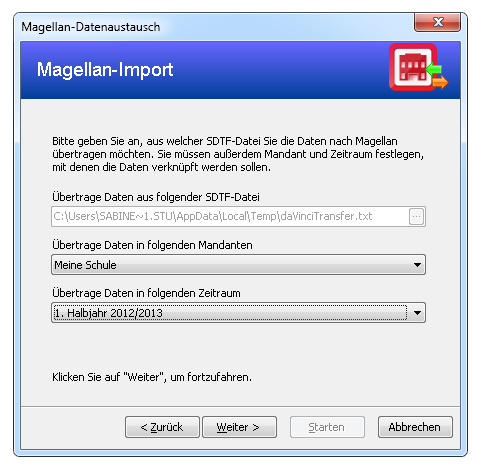 Magellan-Datenaustausch
Magellan-Import
Bitte geben Sie an, aus welcher SDTF-Datei Sie die Daten nach Magellan
übertragen möchten. Sie müssen außerdem Mandant und Zeitraum festlegen,
mit denen die Daten verknüpft werden sollen.
Übertrage Daten aus folgender SDTF-Datei
C:\Users\SABINE~1.STU\AppData\Local\Temp\daVinciTransfer.txt ...
Übertrage Daten in folgenden Mandanten
Meine Schule
Übertrage Daten in folgenden Zeitraum
1. Halbjahr 2012/2013
Klicken Sie auf "Weiter", um fortzufahren.
< Zurück Weiter > Starten Abbrechen